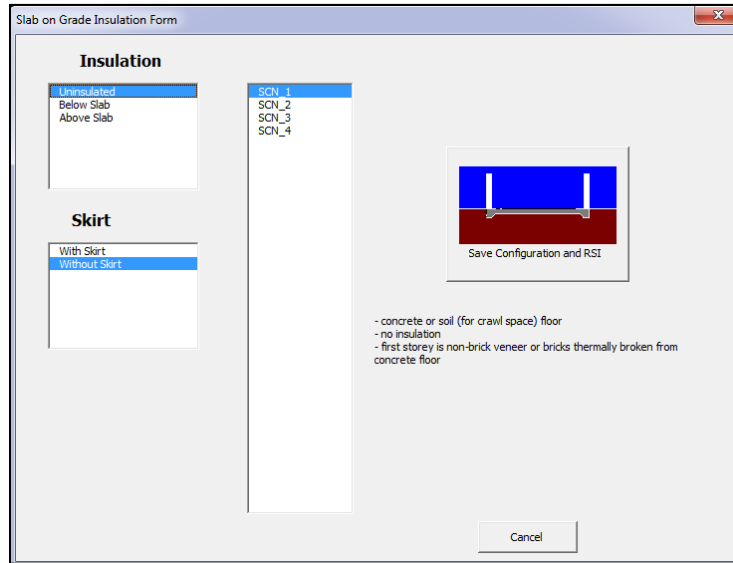 Slab on Grade Insulation Form
Insulation
Uninsulated
Below Slab
Above Slab
Skirt
With Skirt
Without Skirt
SCN_1
SCN_2
SCN_3
SCN_4
Save Configuration and RSI
- concrete or soil (for crawl space) floor
- no insulation
- first storey is non-brick veneer or bricks thermally broken from
concrete floor
Cancel